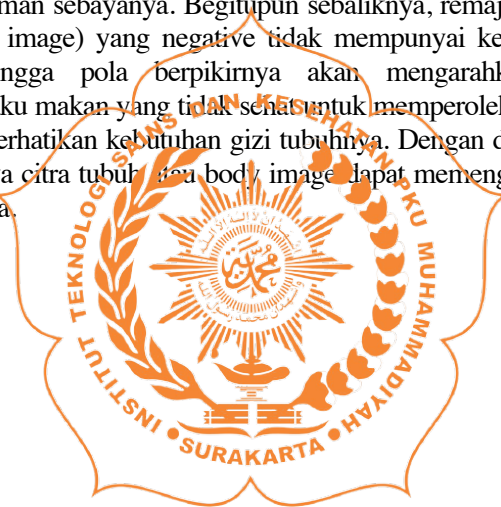 man sebayanya. Begitupun sebaliknya, remaj
image) yang negative tidak mempunyai ke
ngga pola berpikirnya akan mengarahk
ku makan yang tidak sehat untuk memperoleh
erhatikan kebutuhan gizi tubuhnya. Dengan d
a citra tubuh atau body image dapat memeng
a.
INSTITUT TEKNOLOGI SAINS DAN KESEHATAN PKU MUHAMMADIYAH
SURAKARTA
محمدية